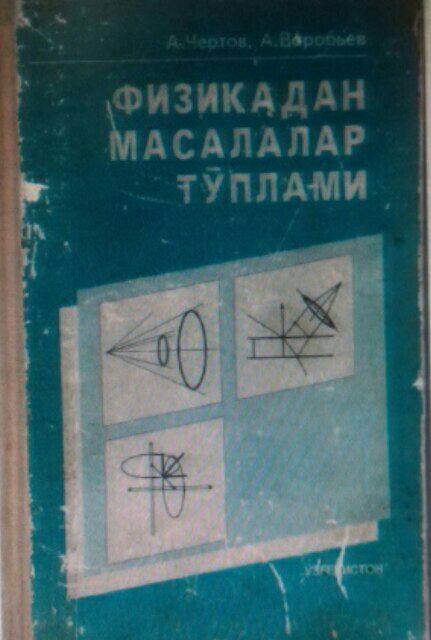 А.Чертов, А.Воробьев
ФИЗИКАДАН
МАСАЛАЛАР
ТЎПЛАМИ
ЎЗБЕКИСТОН